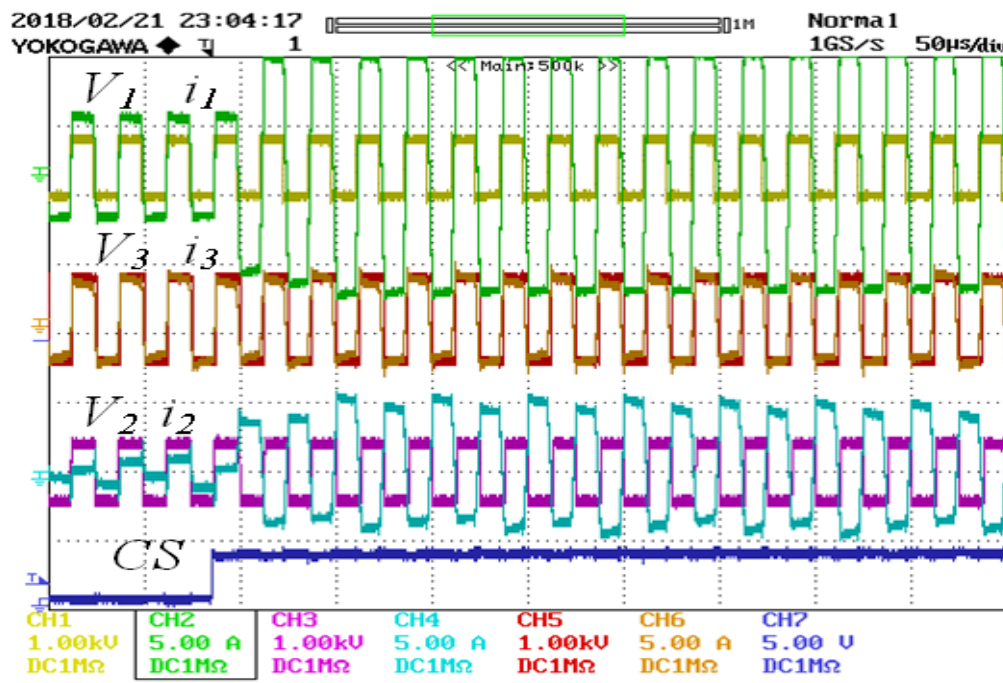 2018/02/21 23:04:17 1M Normal
YOKOGAWA ◆ T 1 1GS/s 50µs/div
<< Main:500k >>
V1 i1
V3 i3
V2 i2
CS
T
CH1 CH2 CH3 CH4 CH5 CH6 CH7
1.00kV 5.00 A 1.00kV 5.00 A 1.00kV 5.00 A 5.00 V
DC1MΩ DC1MΩ DC1MΩ DC1MΩ DC1MΩ DC1MΩ DC1MΩ